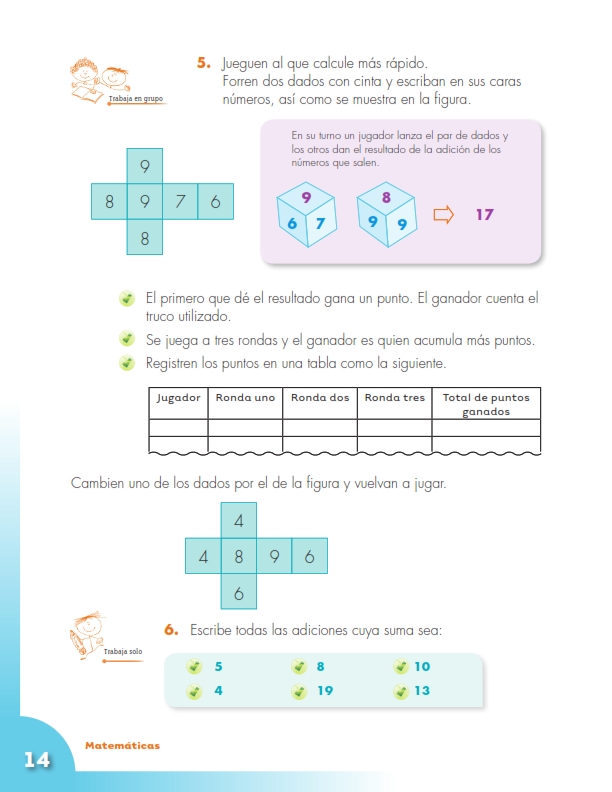 5. Jueguen al que calcule más rápido.
Forren dos dados con cinta y escriban en sus caras
números, así como se muestra en la figura.
Trabaja en grupo
9
8 9 7 6
8
En su turno un jugador lanza el par de dados y
los otros dan el resultado de la adición de los
números que salen.
9 8
6 7 9 9 17
El primero que dé el resultado gana un punto. El ganador cuenta el
truco utilizado.
Se juega a tres rondas y el ganador es quien acumula más puntos.
Registren los puntos en una tabla como la siguiente.
Jugador Ronda uno Ronda dos Ronda tres Total de puntos
ganados
Cambien uno de los dados por el de la figura y vuelvan a jugar.
4
4 8 9 6
6
6. Escribe todas las adiciones cuya suma sea:
Trabaja solo
5 8 10
4 19 13
Matemáticas
14